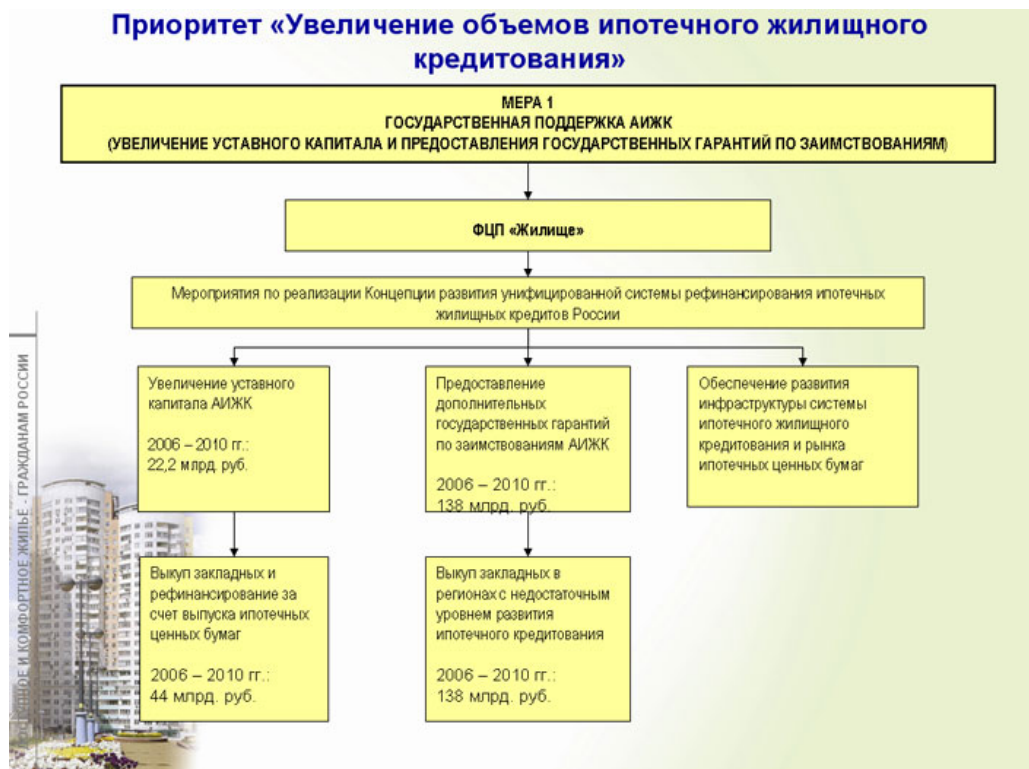 Приоритет «Увеличение объемов ипотечного жилищного
кредитования»
МЕРА 1
ГОСУДАРСТВЕННАЯ ПОДДЕРЖКА АИЖК
(УВЕЛИЧЕНИЕ УСТАВНОГО КАПИТАЛА И ПРЕДОСТАВЛЕНИЯ ГОСУДАРСТВЕННЫХ ГАРАНТИЙ ПО ЗАИМСТВОВАНИЯМ)
ФЦП «Жилище»
Мероприятия по реализации Концепции развития унифицированной системы рефинансирования ипотечных
жилищных кредитов России
Увеличение уставного
капитала АИЖК
2006 – 2010 гг.:
22,2 млрд. руб.
Предоставление
дополнительных
государственных гарантий
по заимствованиям АИЖК
2006 – 2010 гг.:
138 млрд. руб.
Обеспечение развития
инфраструктуры системы
ипотечного жилищного
кредитования и рынка
ипотечных ценных бумаг
Выкуп закладных и
рефинансирование за
счет выпуска ипотечных
ценных бумаг
2006 – 2010 гг.:
44 млрд. руб.
Выкуп закладных в
регионах с недостаточным
уровнем развития
ипотечного кредитования
2006 – 2010 гг.:
138 млрд. руб.
И КОМФОРТНОЕ ЖИЛЬЕ - ГРАЖДАНАМ РОССИИ